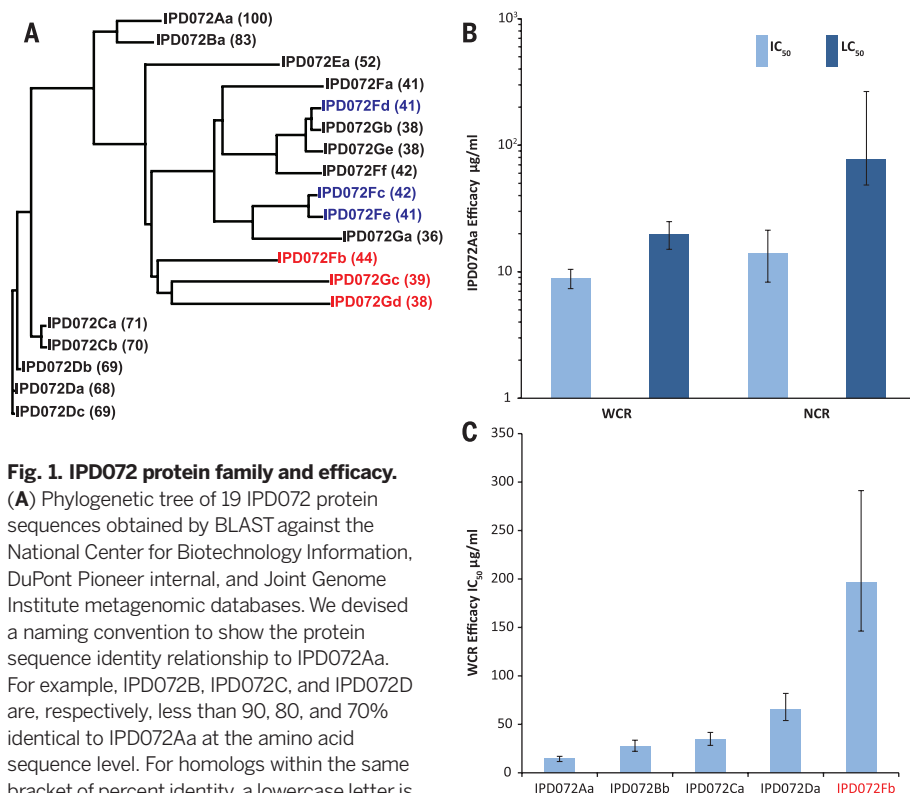 A
IPD072Aa (100)
IPD072Ba (83)
IPD072Ea (52)
IPD072Fa (41)
IPD072Fd (41)
IPD072Gb (38)
IPD072Ge (38)
IPD072Ff (42)
IPD072Fc (42)
IPD072Fe (41)
IPD072Ga (36)
IPD072Fb (44)
IPD072Gc (39)
IPD072Gd (38)
IPD072Ca (71)
IPD072Cb (70)
IPD072Db (69)
IPD072Da (68)
IPD072Dc (69)
B
IPD072Aa Efficacy µg/ml
10³
10²
10
1
IC₅₀
LC₅₀
WCR
NCR
Fig. 1. IPD072 protein family and efficacy.
(A) Phylogenetic tree of 19 IPD072 protein
sequences obtained by BLAST against the
National Center for Biotechnology Information,
DuPont Pioneer internal, and Joint Genome
Institute metagenomic databases. We devised
a naming convention to show the protein
sequence identity relationship to IPD072Aa.
For example, IPD072B, IPD072C, and IPD072D
are, respectively, less than 90, 80, and 70%
identical to IPD072Aa at the amino acid
sequence level. For homologs within the same
bracket of percent identity, a lowercase letter is
C
WCR Efficacy IC₅₀ µg/ml
350
300
250
200
150
100
50
0
IPD072Aa
IPD072Bb
IPD072Ca
IPD072Da
IPD072Fb